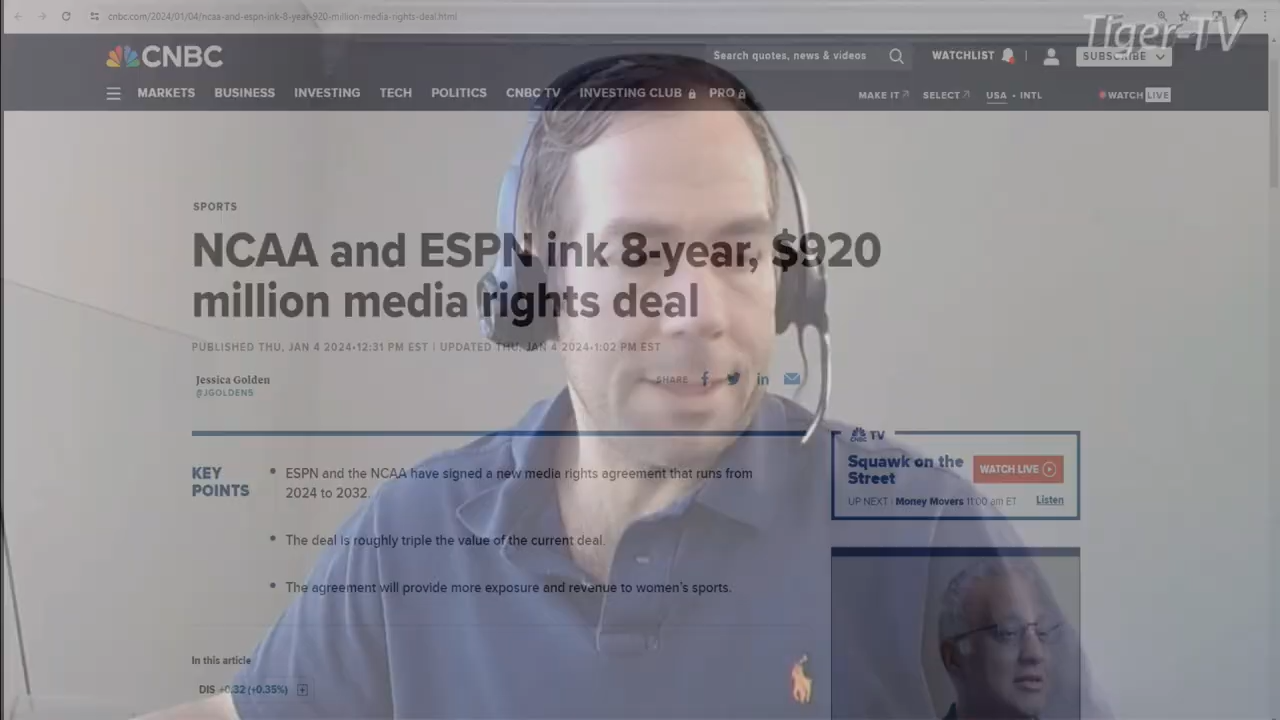 cnbc.com/2024/01/04/ncaa-and-espn-ink-8-year-920-million-media-rights-deal.html
Tiger-TV
CNBC
Search quotes, news & videos
WATCHLIST
SUBSCRIBE
MARKETS BUSINESS INVESTING TECH POLITICS CNBC TV INVESTING CLUB PRO
MAKE IT SELECT USA • INTL WATCH LIVE
SPORTS
NCAA and ESPN ink 8-year, $920
million media rights deal
PUBLISHED THU, JAN 4 2024•12:31 PM EST | UPDATED THU, JAN 4 2024•1:02 PM EST
Jessica Golden
@JGOLDENS
SHARE
KEY
POINTS
• ESPN and the NCAA have signed a new media rights agreement that runs from
2024 to 2032.
• The deal is roughly triple the value of the current deal.
• The agreement will provide more exposure and revenue to women's sports.
TV
Squawk on the
Street
WATCH LIVE
UP NEXT | Money Movers 11:00 am ET
Listen
In this article
DIS +0.32 (+0.35%)